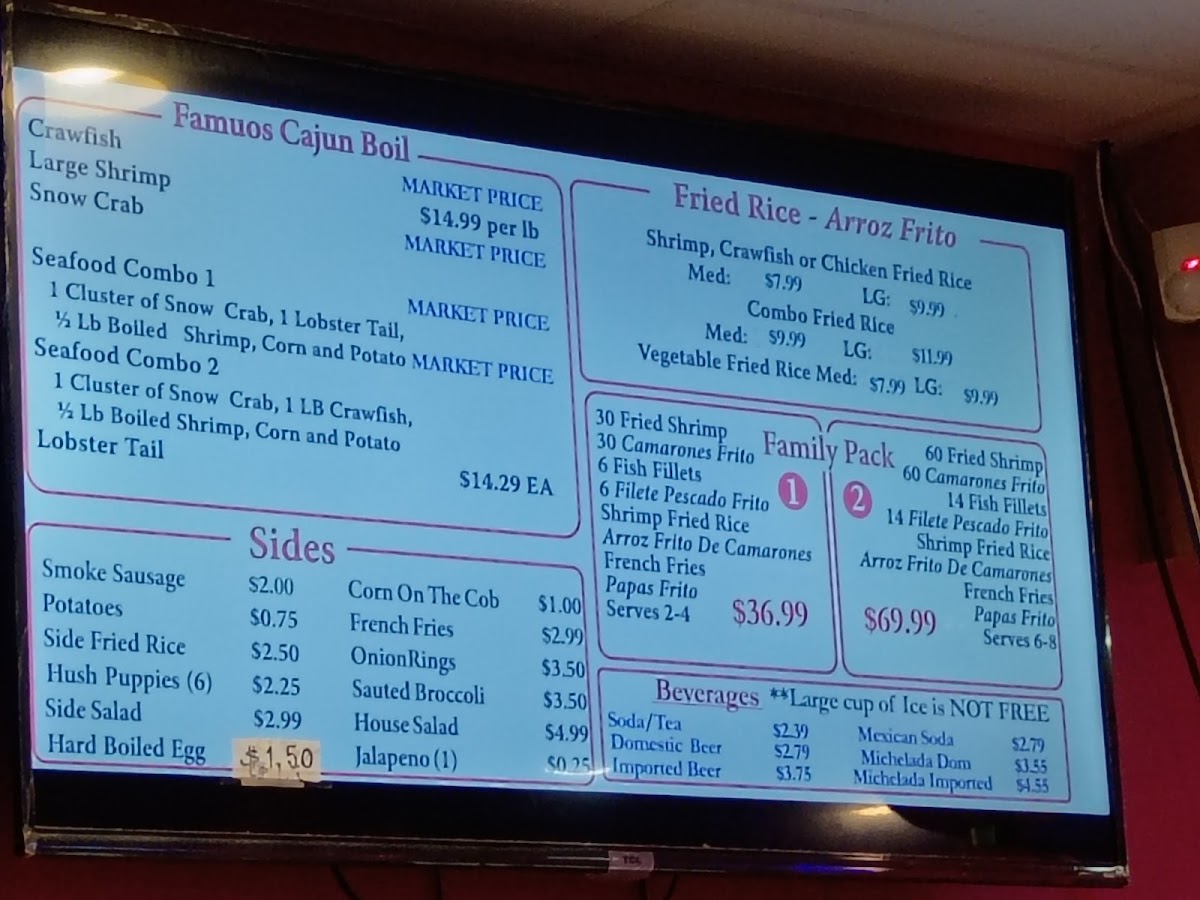 Famuos Cajun Boil
Crawfish MARKET PRICE
Large Shrimp $14.99 per lb
Snow Crab MARKET PRICE
Seafood Combo 1 MARKET PRICE
1 Cluster of Snow Crab, 1 Lobster Tail,
½ Lb Boiled Shrimp, Corn and Potato
Seafood Combo 2 MARKET PRICE
1 Cluster of Snow Crab, 1 LB Crawfish,
½ Lb Boiled Shrimp, Corn and Potato
Lobster Tail $14.29 EA
Sides
Smoke Sausage $2.00
Potatoes $0.75
Side Fried Rice $2.50
Hush Puppies (6) $2.25
Side Salad $2.99
Hard Boiled Egg $1,50
Corn On The Cob $1.00
French Fries $2.99
OnionRings $3.50
Sauted Broccoli $3.50
House Salad $4.99
Jalapeno (1) $0.25
Fried Rice - Arroz Frito
Shrimp, Crawfish or Chicken Fried Rice
Med: $7.99 LG: $9.99
Combo Fried Rice
Med: $9.99 LG: $11.99
Vegetable Fried Rice Med: $7.99 LG: $9.99
Family Pack
1
30 Fried Shrimp
30 Camarones Frito
6 Fish Fillets
6 Filete Pescado Frito
Shrimp Fried Rice
Arroz Frito De Camarones
French Fries
Papas Frito
Serves 2-4 $36.99
2
60 Fried Shrimp
60 Camarones Frito
14 Fish Fillets
14 Filete Pescado Frito
Shrimp Fried Rice
Arroz Frito De Camarones
French Fries
Papas Frito
$69.99 Serves 6-8
Beverages **Large cup of Ice is NOT FREE
Soda/Tea $2.39
Domestic Beer $2.79
Imported Beer $3.75
Mexican Soda $2.79
Michelada Dom $3.55
Michelada Imported $4.55
TCL